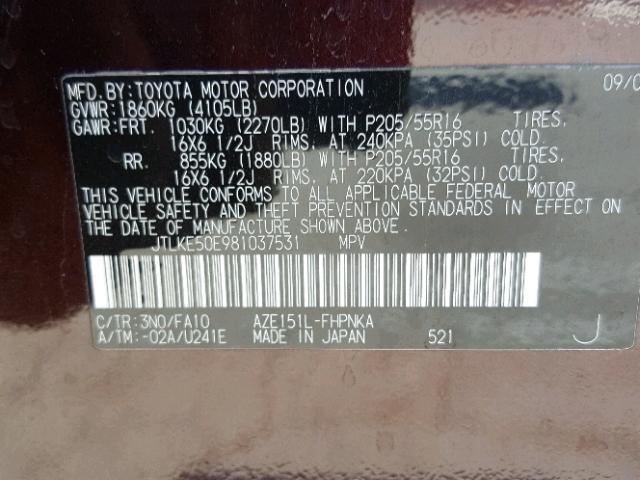 MFD.BY:TOYOTA MOTOR CORPORATION 09/0
GVWR:1860KG (4105LB)
GAWR:FRT. 1030KG (2270LB) WITH P205/55R16 TIRES,
16X6 1/2J RIMS, AT 240KPA (35PSI) COLD.
RR. 855KG (1880LB) WITH P205/55R16 TIRES,
16X6 1/2J RIMS, AT 220KPA (32PSI) COLD.
THIS VEHICLE CONFORMS TO ALL APPLICABLE FEDERAL MOTOR
VEHICLE SAFETY AND THEFT PREVENTION STANDARDS IN EFFECT ON
THE DATE OF MANUFACTURE SHOWN ABOVE.
JTLKE50E981037531 MPV
C/TR:3N0/FA10 AZE151L-FHPNKA
A/TM:-02A/U241E MADE IN JAPAN 521 J